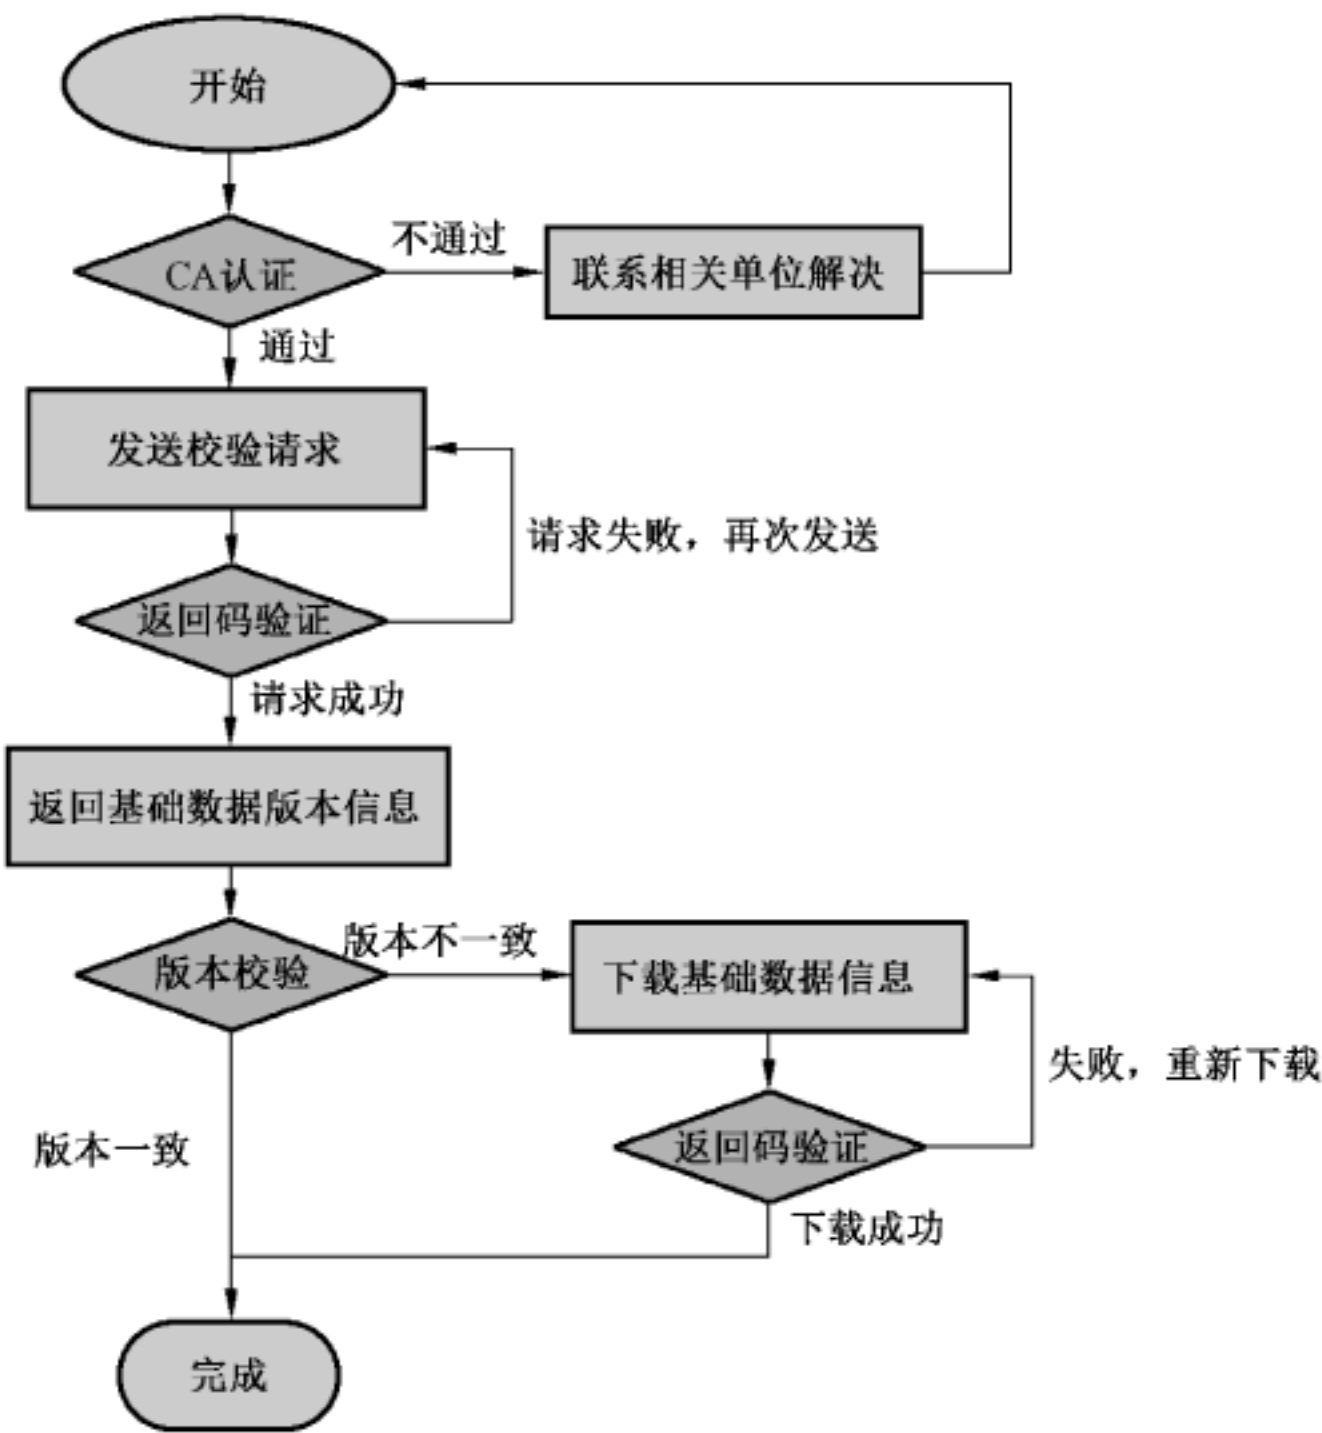 开始
不通过
CA认证
联系相关单位解决
通过
发送校验请求
请求失败，再次发送
返回码验证
请求成功
返回基础数据版本信息
版本不一致
版本校验
下载基础数据信息
失败，重新下载
版本一致
返回码验证
下载成功
完成